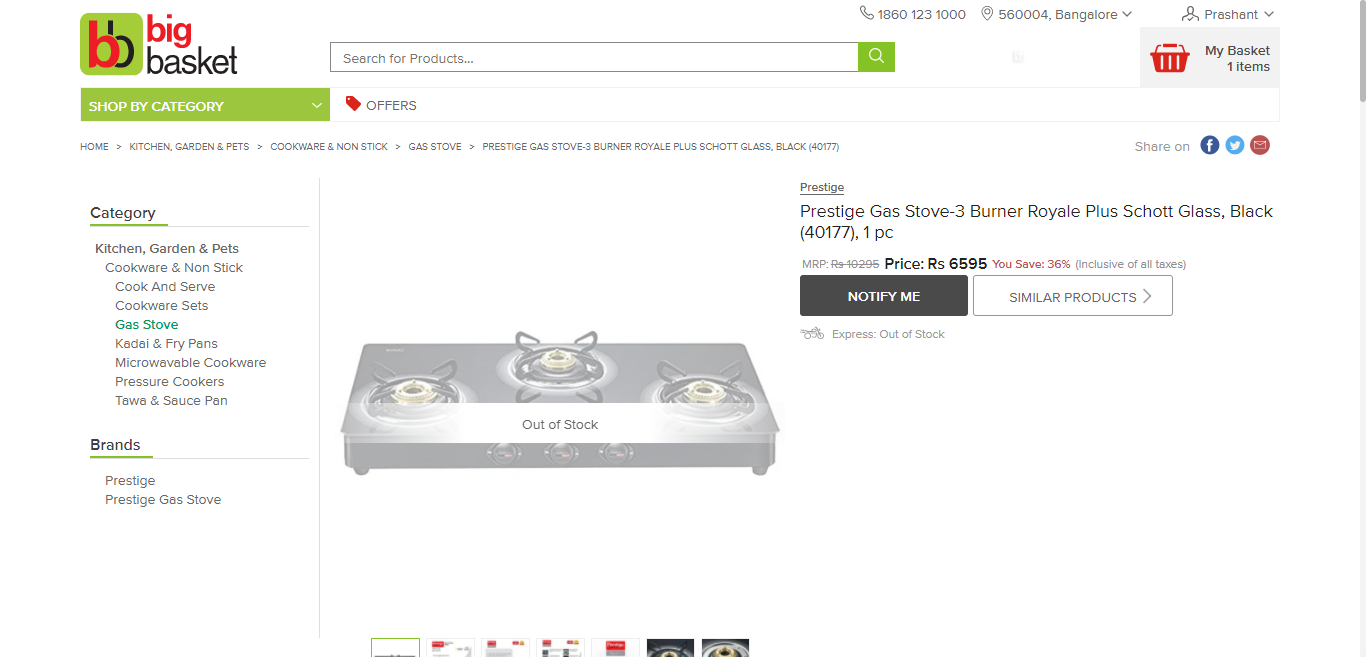 big
basket
bb
1860 123 1000
560004, Bangalore
Prashant
Search for Products...
My Basket
1 items
SHOP BY CATEGORY
OFFERS
HOME > KITCHEN, GARDEN & PETS > COOKWARE & NON STICK > GAS STOVE > PRESTIGE GAS STOVE-3 BURNER ROYALE PLUS SCHOTT GLASS, BLACK (40177)
Share on
Category
Kitchen, Garden & Pets
Cookware & Non Stick
Cook And Serve
Cookware Sets
Gas Stove
Kadai & Fry Pans
Microwavable Cookware
Pressure Cookers
Tawa & Sauce Pan
Brands
Prestige
Prestige Gas Stove
Out of Stock
Prestige
Prestige Gas Stove-3 Burner Royale Plus Schott Glass, Black
(40177), 1 pc
MRP: Rs 10295 Price: Rs 6595 You Save: 36% (Inclusive of all taxes)
NOTIFY ME
SIMILAR PRODUCTS
Express: Out of Stock